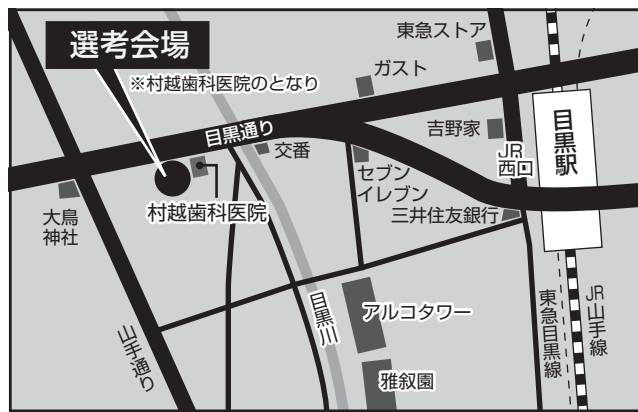 選考会場
※村越歯科医院のとなり
東急ストア
ガスト
目黒通り
交番
吉野家
JR
西口
目黒駅
セブン
イレブン
三井住友銀行
村越歯科医院
大鳥
神社
山手通り
目黒川
アルコタワー
雅叙園
東急目黒線
JR山手線